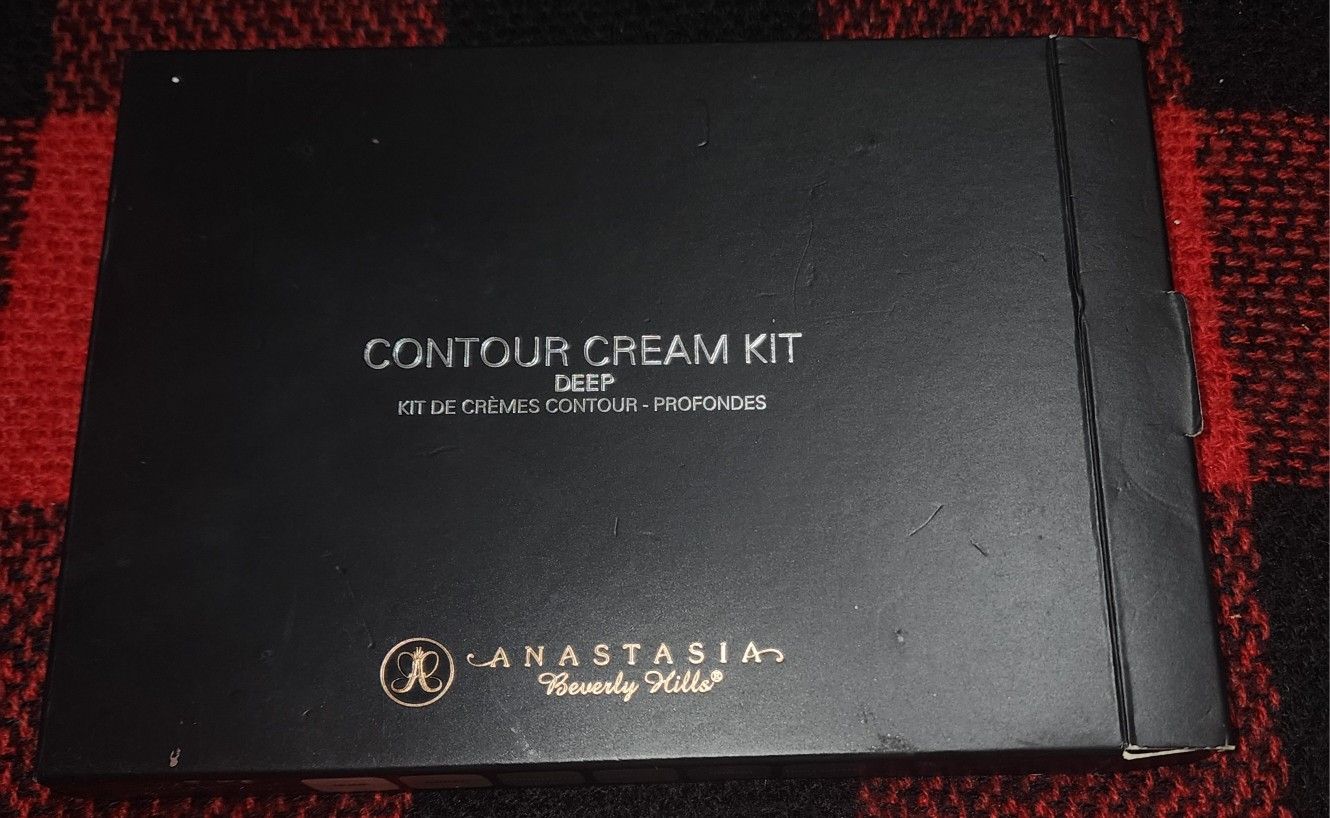 CONTOUR CREAM KIT
DEEP
KIT DE CRÈMES CONTOUR - PROFONDES
ANASTASIA
Beverly Hills®